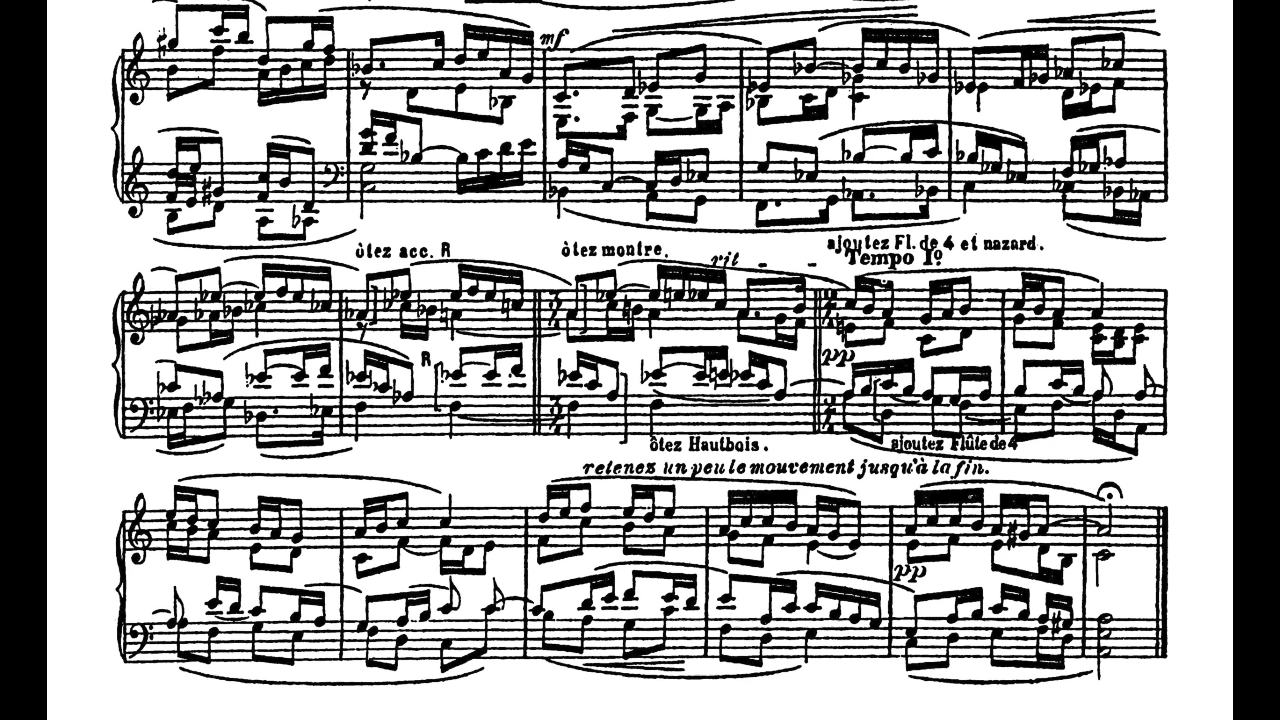 mf
ôtez acc. R
ôtez montre.
rit
ajoutez Fl. de 4 et nazard.
Tempo Iº
R
pp
ôtez Hautbois.
ajoutez Flûte de 4
retenez un peu le mouvement jusqu'à la fin.
pp